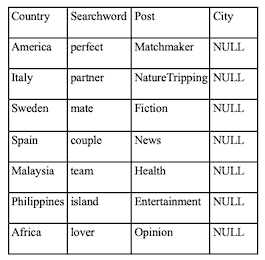 Country Searchword Post City
America perfect Matchmaker NULL
Italy partner NatureTripping NULL
Sweden mate Fiction NULL
Spain couple News NULL
Malaysia team Health NULL
Philippines island Entertainment NULL
Africa lover Opinion NULL